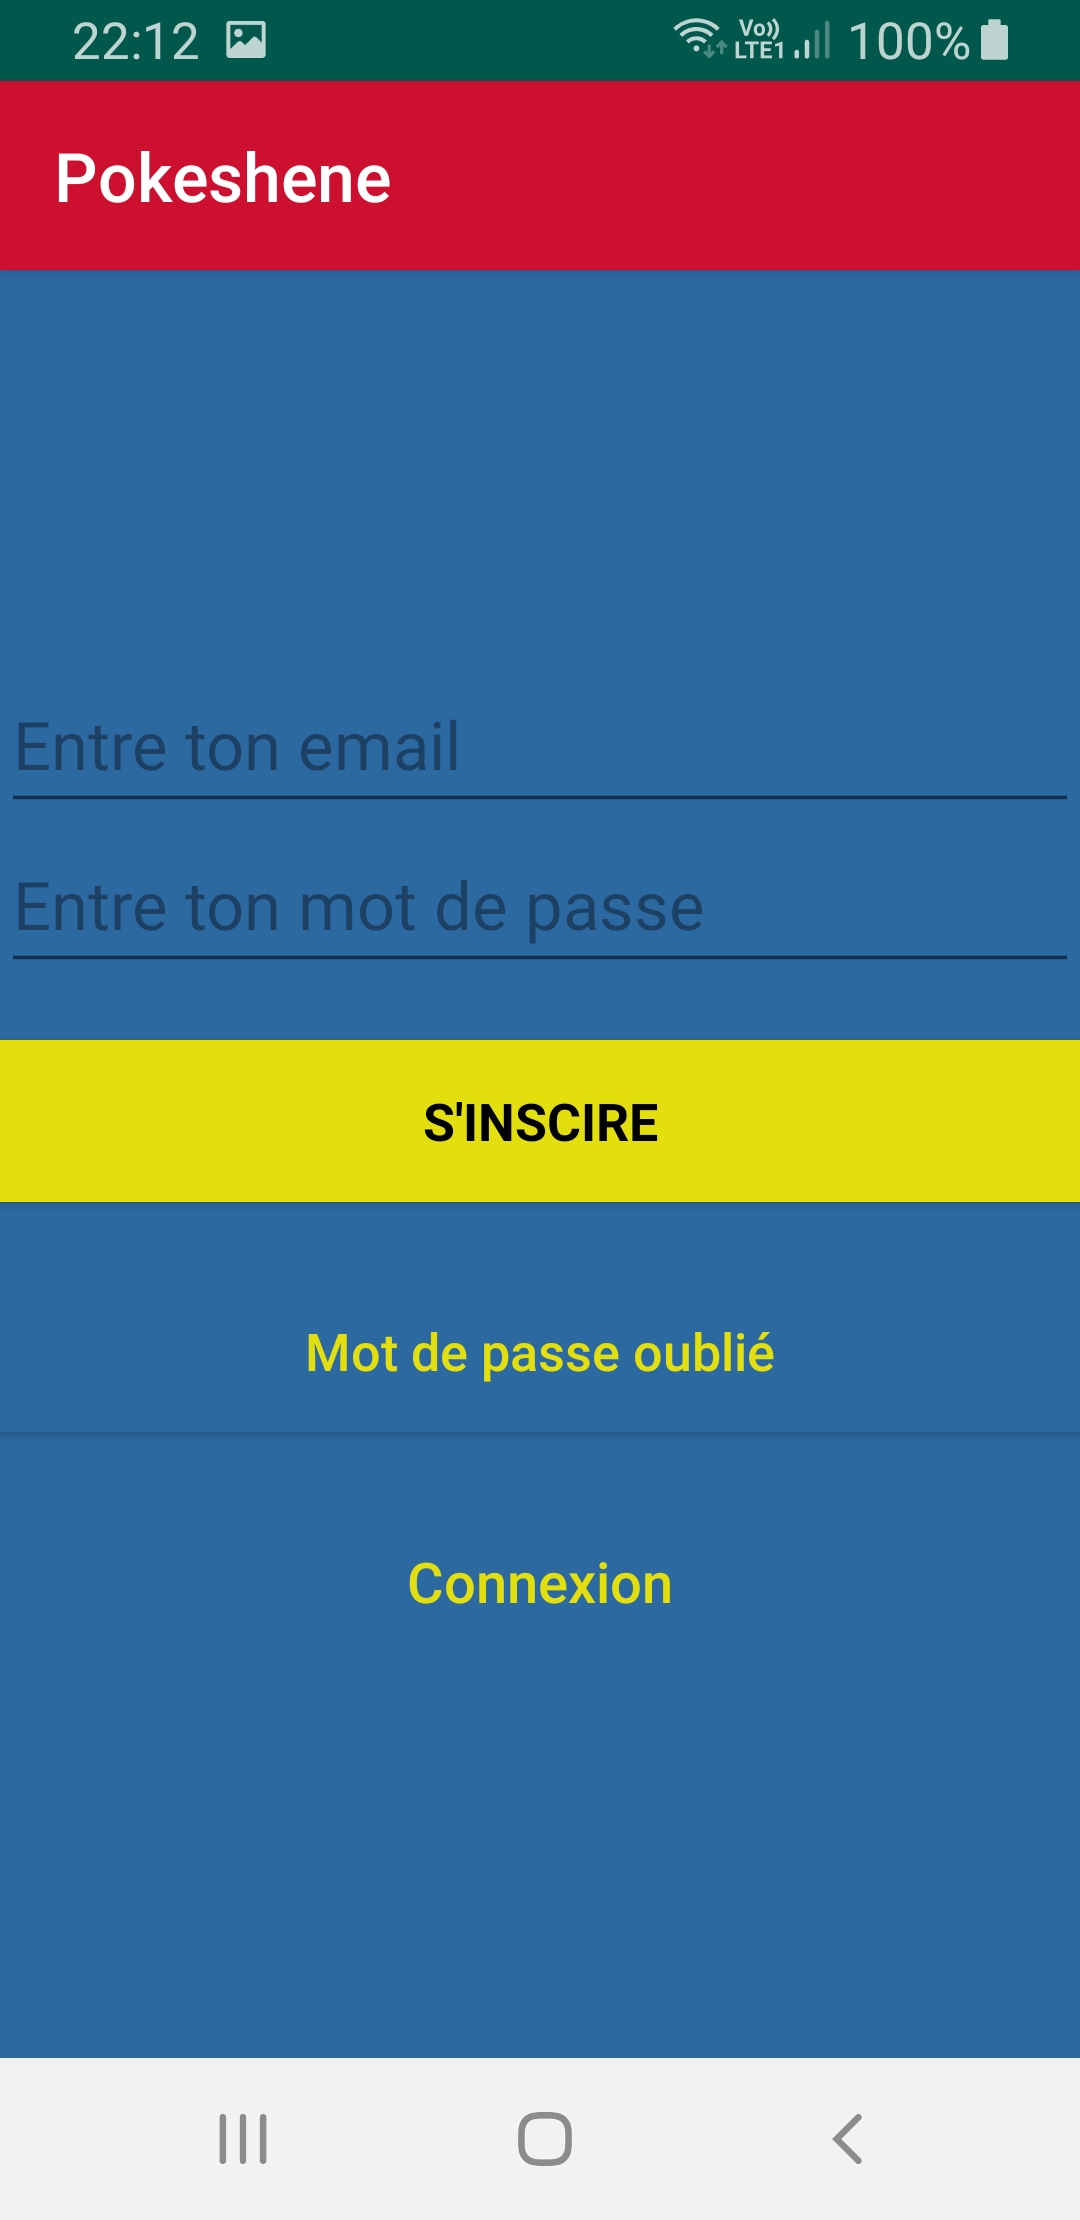 22:12 Vo)) LTE1 100%
Pokeshene
Entre ton email
Entre ton mot de passe
S'INSCIRE
Mot de passe oublié
Connexion